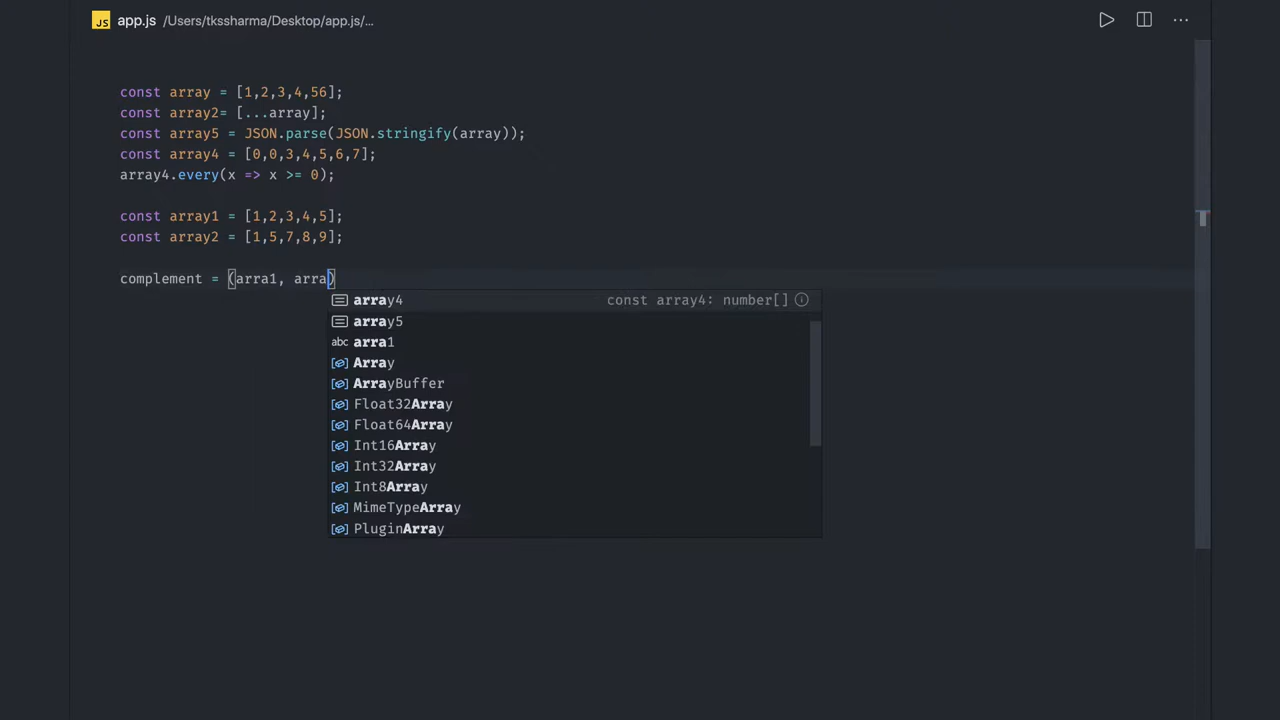 JS app.js /Users/tkssharma/Desktop/app.js/...
const array = [1,2,3,4,56];
const array2= [...array];
const array5 = JSON.parse(JSON.stringify(array));
const array4 = [0,0,3,4,5,6,7];
array4.every(x => x >= 0);
const array1 = [1,2,3,4,5];
const array2 = [1,5,7,8,9];
complement = (arra1, arra)
array4 const array4: number[]
array5
abc arra1
Array
ArrayBuffer
Float32Array
Float64Array
Int16Array
Int32Array
Int8Array
MimeTypeArray
PluginArray